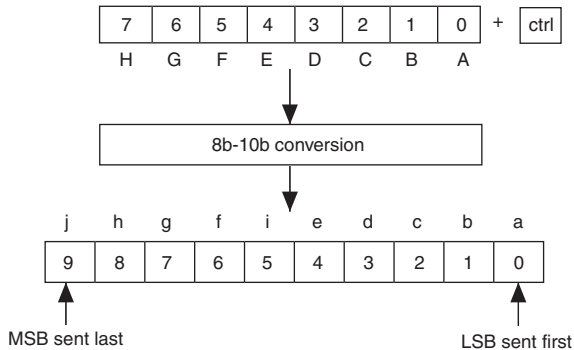 7 6 5 4 3 2 1 0 + ctrl
H G F E D C B A
8b-10b conversion
j h g f i e d c b a
9 8 7 6 5 4 3 2 1 0
MSB sent last LSB sent first